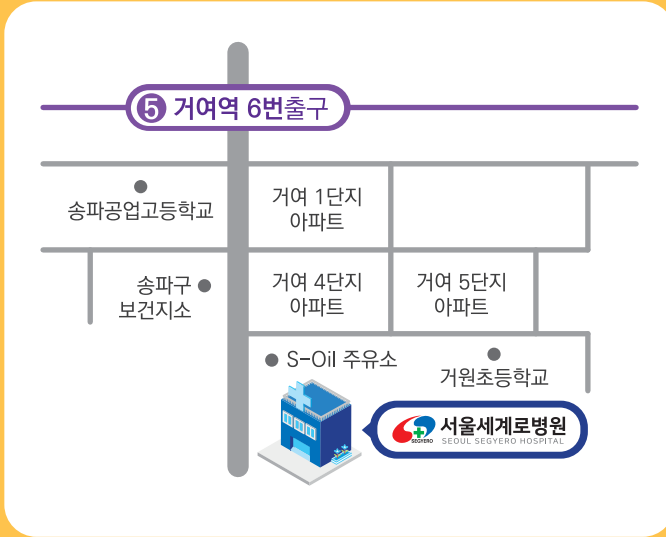 5 거여역 6번출구
송파공업고등학교
거여 1단지
아파트
송파구
보건지소
거여 4단지
아파트
거여 5단지
아파트
S-Oil 주유소
거원초등학교
SEGYERO
서울세계로병원
SEOUL SEGYERO HOSPITAL